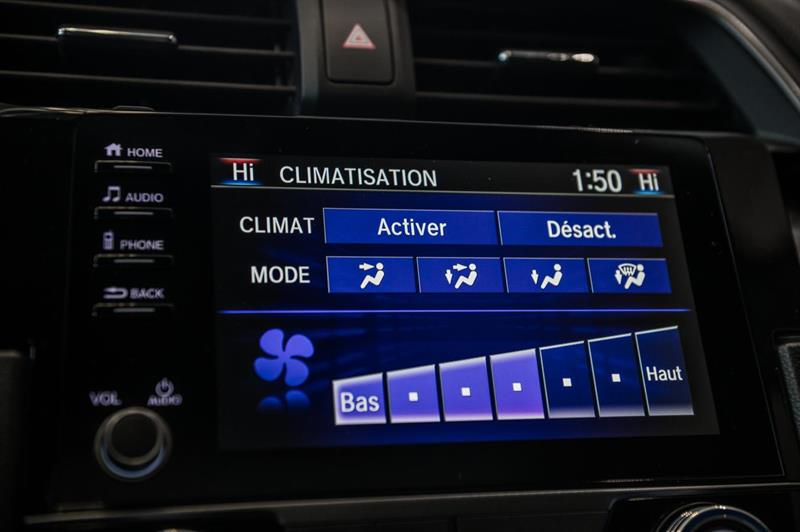 HOME
AUDIO
PHONE
BACK
VOL AUDIO
Hi CLIMATISATION 1:50 Hi
CLIMAT Activer Désact.
MODE
Bas Haut